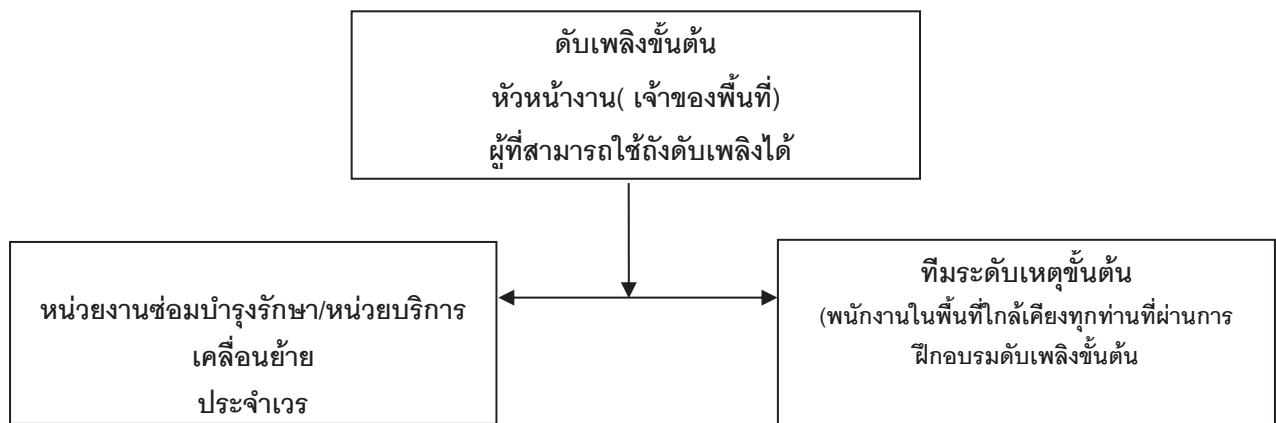 ดับเพลิงขั้นต้น
หัวหน้างาน( เจ้าของพื้นที่)
ผู้ที่สามารถใช้ถังดับเพลิงได้
หน่วยงานซ่อมบำรุงรักษา/หน่วยบริการ
เคลื่อนย้าย
ประจำเวร
ทีมระดับเหตุขั้นต้น
(พนักงานในพื้นที่ใกล้เคียงทุกท่านที่ผ่านการ
ฝึกอบรมดับเพลิงขั้นต้น